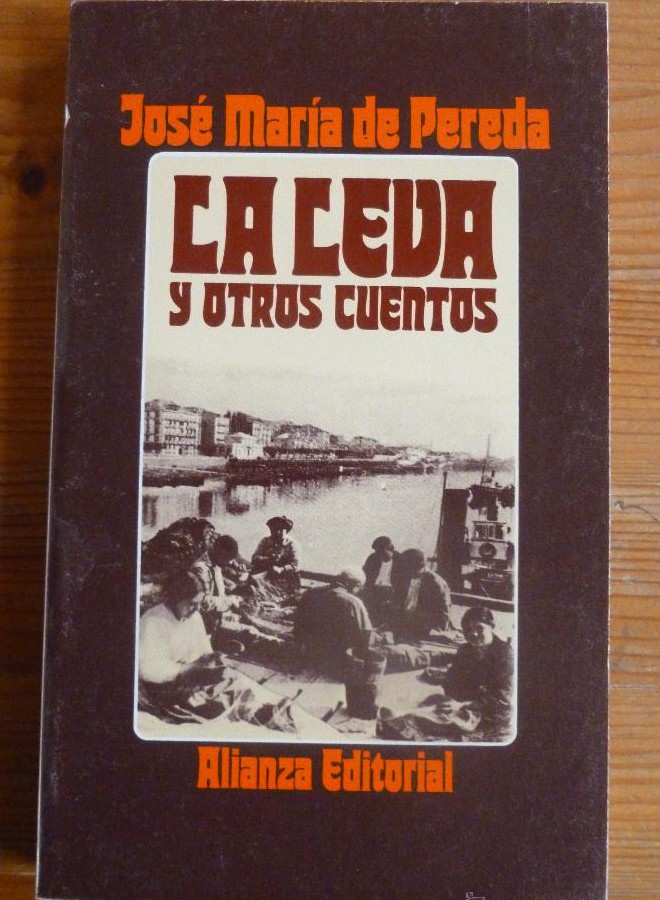 José María de Pereda
LA LEVA
Y OTROS CUENTOS
Alianza Editorial